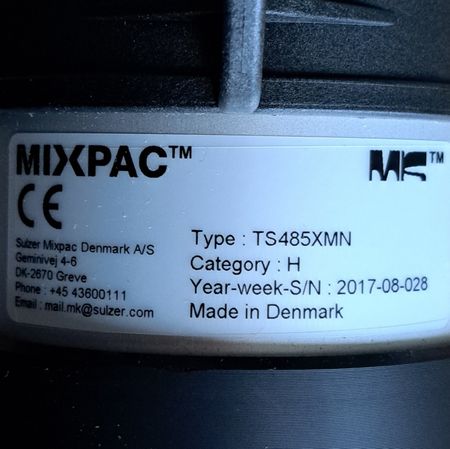 MIXPAC™
MK™
CE
Sulzer Mixpac Denmark A/S
Geminivej 4-6
DK-2670 Greve
Phone : +45 43600111
Email : mail.mk@sulzer.com
Type : TS485XMN
Category : H
Year-week-S/N : 2017-08-028
Made in Denmark